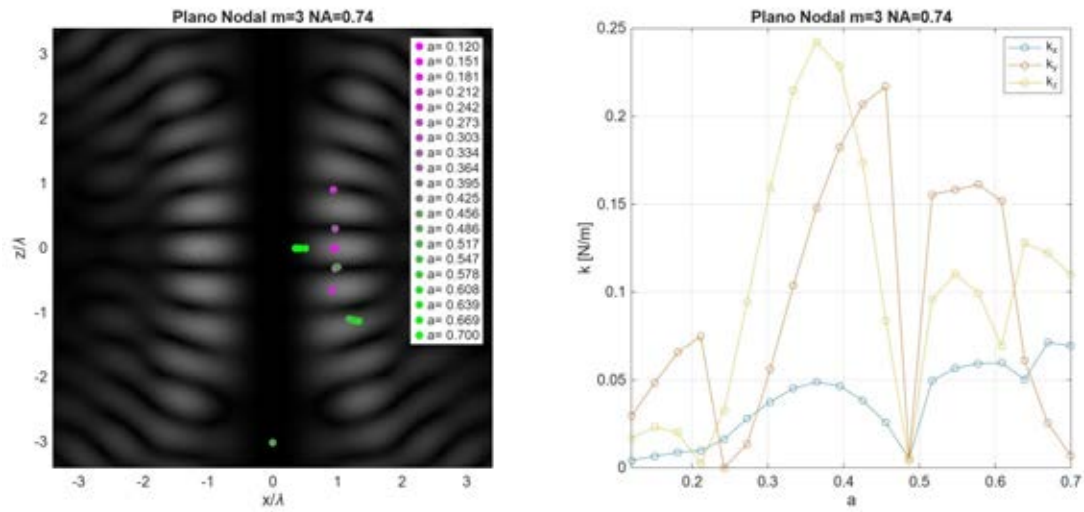 Plano Nodal m=3 NA=0.74
3
2
1
0
-1
-2
-3
z/λ
-3 -2 -1 0 1 2 3
x/λ
a= 0.120
a= 0.151
a= 0.181
a= 0.212
a= 0.242
a= 0.273
a= 0.303
a= 0.334
a= 0.364
a= 0.395
a= 0.425
a= 0.456
a= 0.486
a= 0.517
a= 0.547
a= 0.578
a= 0.608
a= 0.639
a= 0.669
a= 0.700
Plano Nodal m=3 NA=0.74
0.25
0.2
0.15
0.1
0.05
0
k [N/m]
0.2 0.3 0.4 0.5 0.6 0.7
a
kx
ky
kz